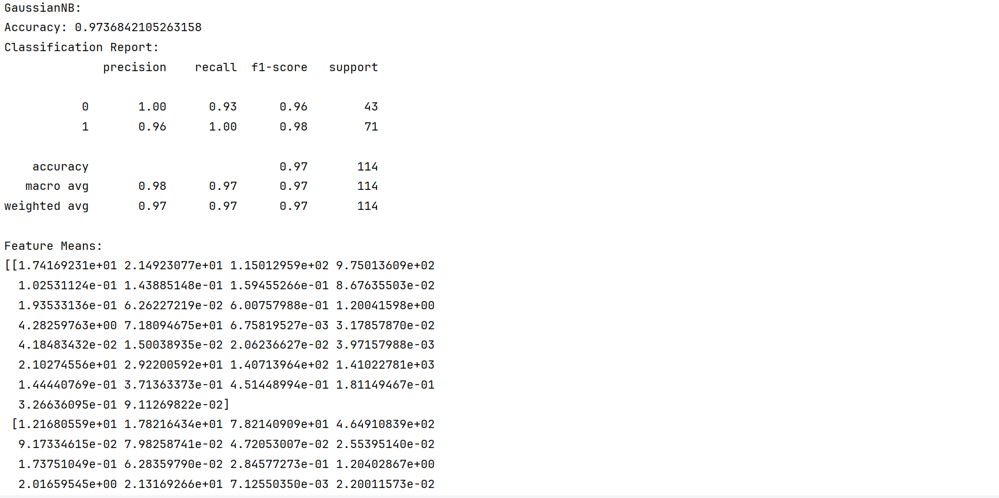 GaussianNB:
Accuracy: 0.9736842105263158
Classification Report:
              precision    recall  f1-score   support

           0       1.00      0.93      0.96        43
           1       0.96      1.00      0.98        71

    accuracy                           0.97       114
   macro avg       0.98      0.97      0.97       114
weighted avg       0.97      0.97      0.97       114

Feature Means:
[[1.74169231e+01 2.14923077e+01 1.15012959e+02 9.75013609e+02
  1.02531124e-01 1.43885148e-01 1.59455266e-01 8.67635503e-02
  1.93533136e-01 6.26227219e-02 6.00757988e-01 1.20041598e+00
  4.28259763e+00 7.18094675e+01 6.75819527e-03 3.17857870e-02
  4.18483432e-02 1.50038935e-02 2.06236627e-02 3.97157988e-03
  2.10274556e+01 2.92200592e+01 1.40713964e+02 1.41022781e+03
  1.44440769e-01 3.71363373e-01 4.51448994e-01 1.81149467e-01
  3.26636095e-01 9.11269822e-02]
 [1.21680559e+01 1.78216434e+01 7.82140909e+01 4.64910839e+02
  9.17334615e-02 7.98258741e-02 4.72053007e-02 2.55395140e-02
  1.73751049e-01 6.28359790e-02 2.84577273e-01 1.20402867e+00
  2.01659545e+00 2.13169266e+01 7.12550350e-03 2.20011573e-02